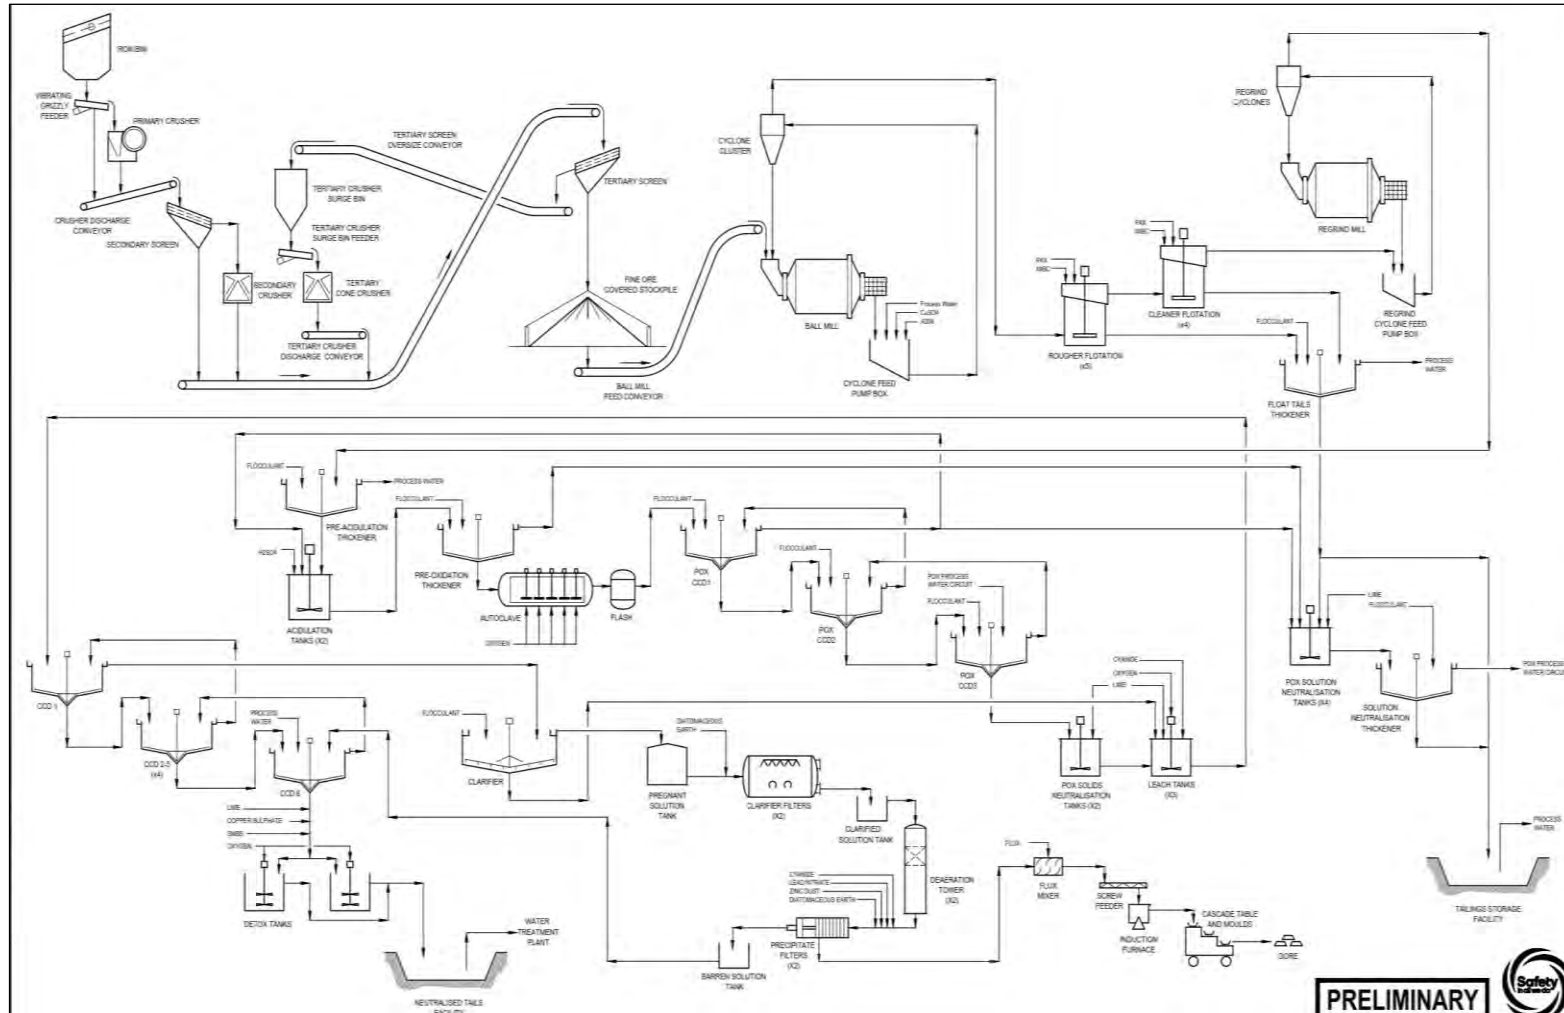 ROM BIN
VIBRATING
GRIZZLY
FEEDER
PRIMARY CRUSHER
CRUSHER DISCHARGE
CONVEYOR
SECONDARY SCREEN
TERTIARY SCREEN
OVERSIZE CONVEYOR
TERTIARY CRUSHER
SURGE BIN
TERTIARY CRUSHER
SURGE BIN FEEDER
SECONDARY
CRUSHER
TERTIARY
CONE CRUSHER
TERTIARY CRUSHER
DISCHARGE CONVEYOR
TERTIARY SCREEN
FINE ORE
COVERED STOCKPILE
BALL MILL
FEED CONVEYOR
CYCLONE
CLUSTER
BALL MILL
Process Water
CYCLONE FEED
PUMP BOX
PAX
MIBC
ROUGHER FLOTATION
(x5)
PAX
MIBC
CLEANER FLOTATION
(x4)
REGRIND
CYCLONES
REGRIND MILL
REGRIND
CYCLONE FEED
PUMP BOX
FLOCCULANT
PROCESS
WATER
FLOAT TAILS
THICKENER
FLOCCULANT
PROCESS WATER
PRE-ACIDULATION
THICKENER
H2SO4
ACIDULATION
TANKS (X2)
FLOCCULANT
PRE-OXIDATION
THICKENER
AUTOCLAVE
OXYGEN
FLASH
FLOCCULANT
POX
CCD1
FLOCCULANT
POX
CCD2
POX PROCESS
WATER CIRCUIT
FLOCCULANT
POX
CCD3
LIME
FLOCCULANT
POX SOLUTION
NEUTRALISATION
TANKS (X4)
POX PROCESS
WATER CIRCUIT
SOLUTION
NEUTRALISATION
THICKENER
CYANIDE
OXYGEN
LIME
POX SOLIDS
NEUTRALISATION
TANKS (X2)
LEACH TANKS
CCD 1
CCD 2-5
(x4)
PROCESS
WATER
CCD 6
LIME
COPPER SULPHATE
SMBS
OXYGEN
DETOX TANKS
WATER
TREATMENT
PLANT
NEUTRALISED TAILS
FACILITY
FLOCCULANT
CLARIFIER
PREGNANT
SOLUTION
TANK
DIATOMACEOUS
EARTH
CLARIFIER FILTERS
(X2)
CLARIFIED
SOLUTION TANK
DEAERATION
TOWER
(X2)
CYANIDE
LEAD NITRATE
ZINC DUST
DIATOMACEOUS EARTH
PRECIPITATE
FILTERS
(X2)
BARREN SOLUTION
TANK
FLUX
FLUX
MIXER
SCREW
FEEDER
INDUCTION
FURNACE
CASCADE TABLE
AND MOULDS
DORE
PROCESS
WATER
TAILINGS STORAGE
FACILITY
PRELIMINARY
Safety